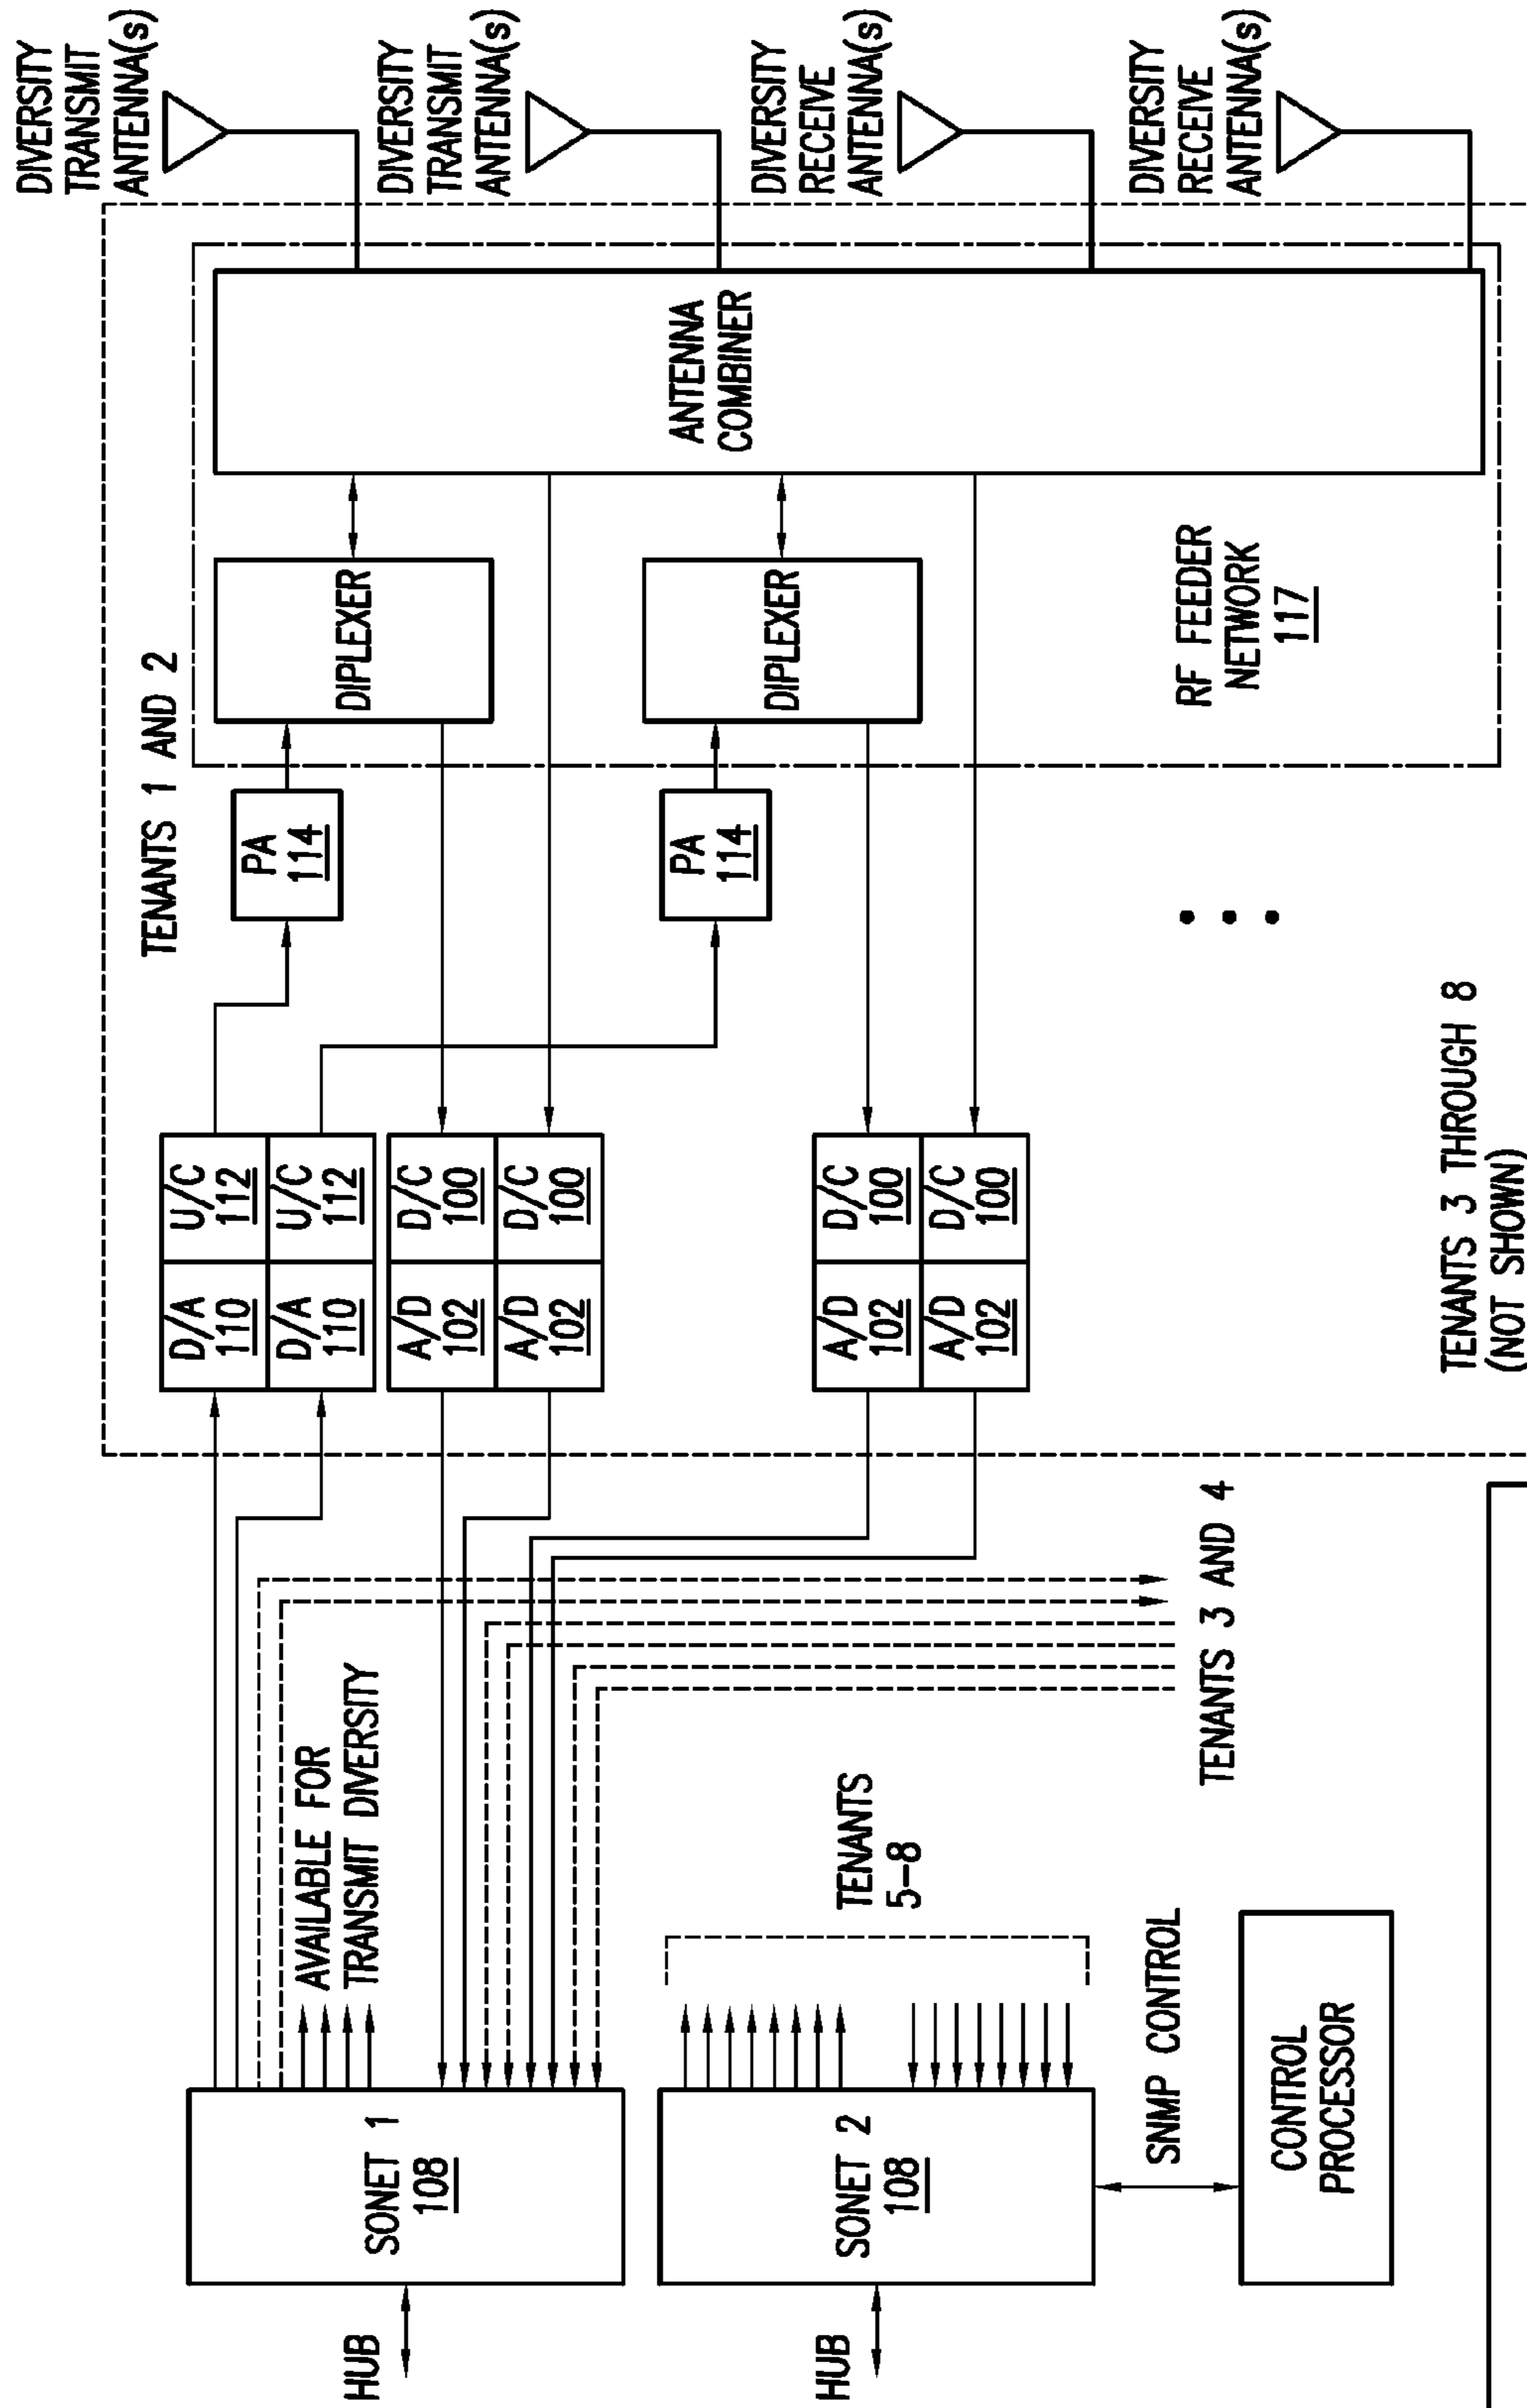 DIVERSITY
TRANSMIT
ANTENNA(s)
DIVERSITY
TRANSMIT
ANTENNA(s)
DIVERSITY
RECEIVE
ANTENNA(s)
DIVERSITY
RECEIVE
ANTENNA(s)
TENANTS 1 AND 2
ANTENNA
COMBINER
DIPLEXER
DIPLEXER
RF FEEDER
NETWORK
117
PA
114
PA
114
D/A
110
U/C
112
D/A
110
U/C
112
A/D
102
D/C
100
A/D
102
D/C
100
A/D
102
D/C
100
A/D
102
D/C
100
TENANTS 3 THROUGH 8
(NOT SHOWN)
AVAILABLE FOR
TRANSMIT DIVERSITY
TENANTS 3 AND 4
TENANTS
5-8
SONET 1
108
HUB
SONET 2
108
HUB
SNMP CONTROL
CONTROL
PROCESSOR